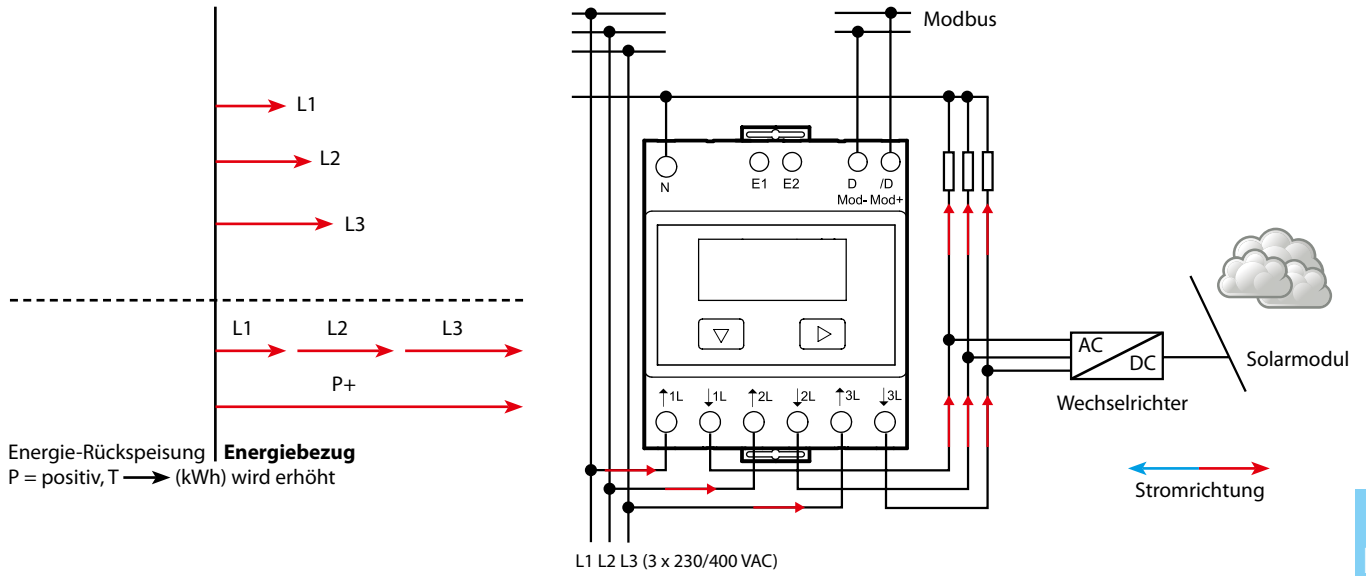 L1
L2
L3
L1 L2 L3
P+
Energie-Rückspeisung Energiebezug
P = positiv, T (kWh) wird erhöht
Modbus
N E1 E2 D /D
Mod- Mod+
AC
DC
Solarmodul
Wechselrichter
1L 1L 2L 2L 3L 3L
Stromrichtung
L1 L2 L3 (3 x 230/400 VAC)